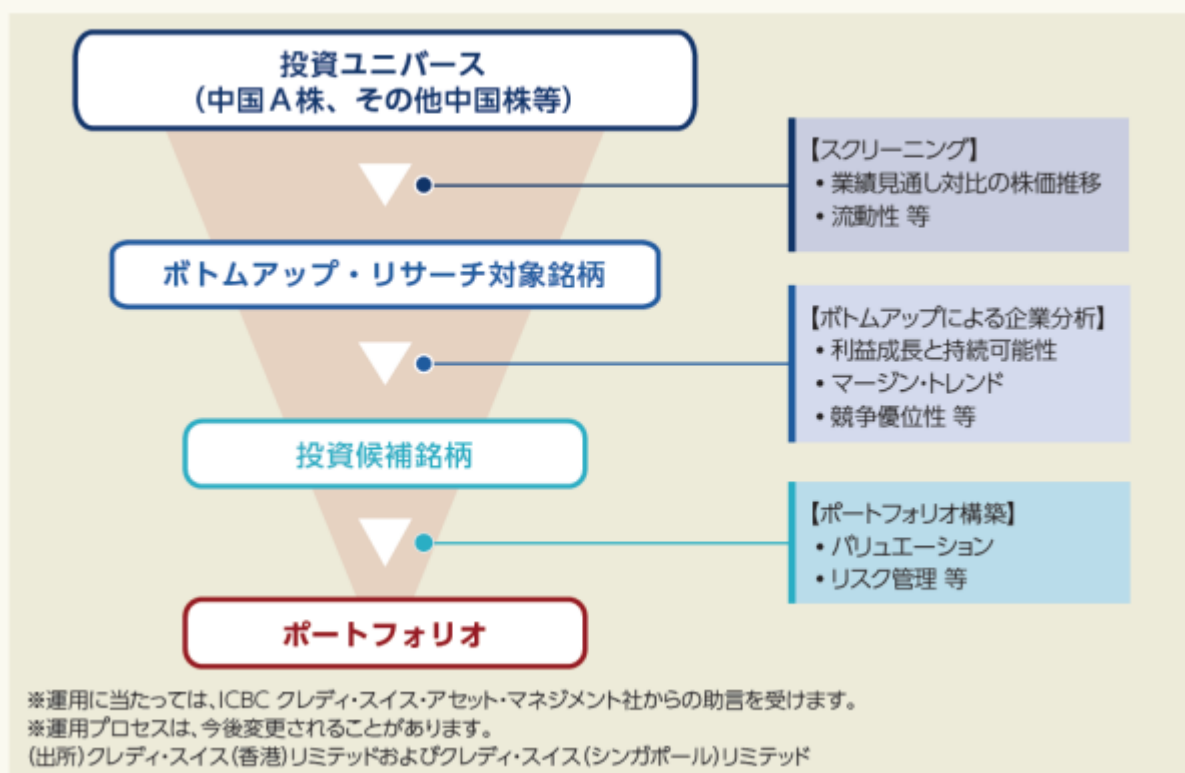 投資ユニバース
（中国Ａ株、その他中国株等）
【スクリーニング】
• 業績見通し対比の株価推移
• 流動性 等
ボトムアップ・リサーチ対象銘柄
【ボトムアップによる企業分析】
• 利益成長と持続可能性
• マージン・トレンド
• 競争優位性 等
投資候補銘柄
【ポートフォリオ構築】
• バリュエーション
• リスク管理 等
ポートフォリオ
※運用に当たっては、ICBC クレディ・スイス・アセット・マネジメント社からの助言を受けます。
※運用プロセスは、今後変更されることがあります。
(出所)クレディ・スイス(香港)リミテッドおよびクレディ・スイス(シンガポール)リミテッド